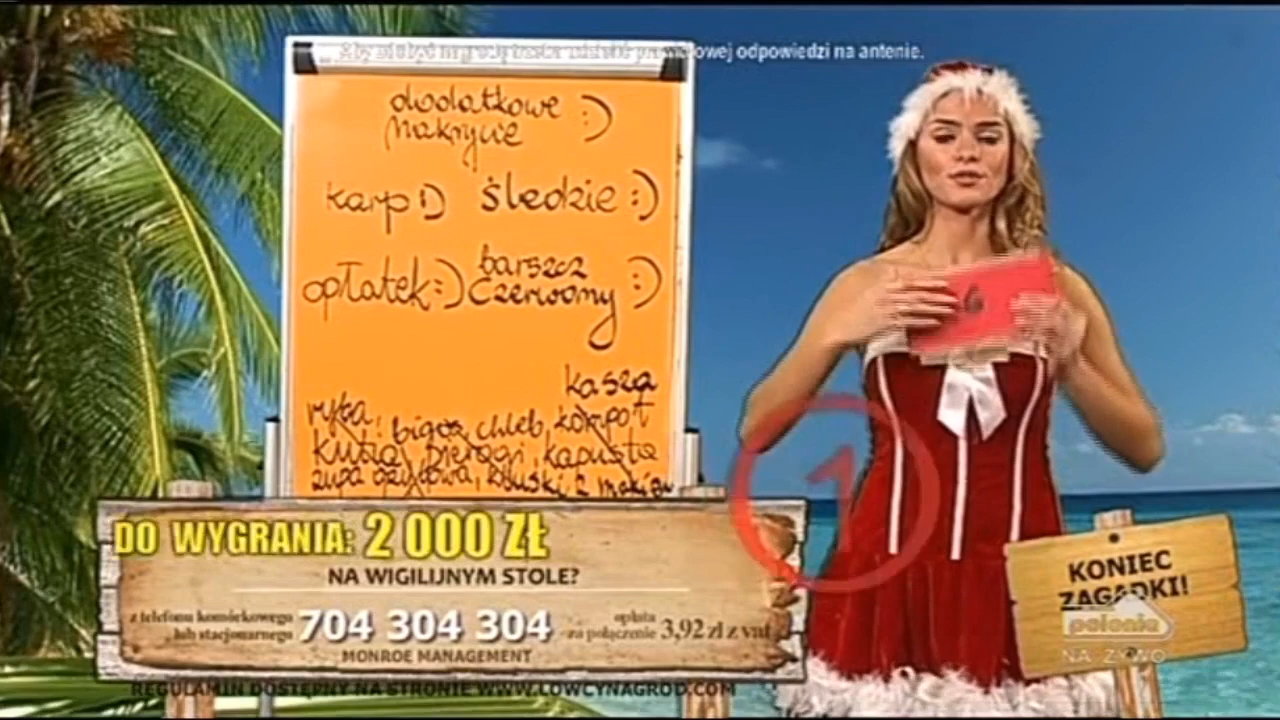 odpowiedzi na antenie.
dodatkowe :)
nakrycie
karp :) śledzie :)
opłatek :) barszcz
czerwony :)
kasza
ryba, bigos, chleb, kompot
kutia, pierogi, kapusta
zupa grzybowa, kluski z makiem
6
1
DO WYGRANIA: 2 000 ZŁ
NA WIGILIJNYM STOLE?
z telefonu komórkowego
lub stacjonarnego 704 304 304 opłata
za połączenie 3,92 zł z vat
MONROE MANAGEMENT
REGULAMIN DOSTĘPNY NA STRONIE WWW.LOWCYNAGROD.COM
KONIEC
ZAGADKI!
polonia
NA ŻYWO